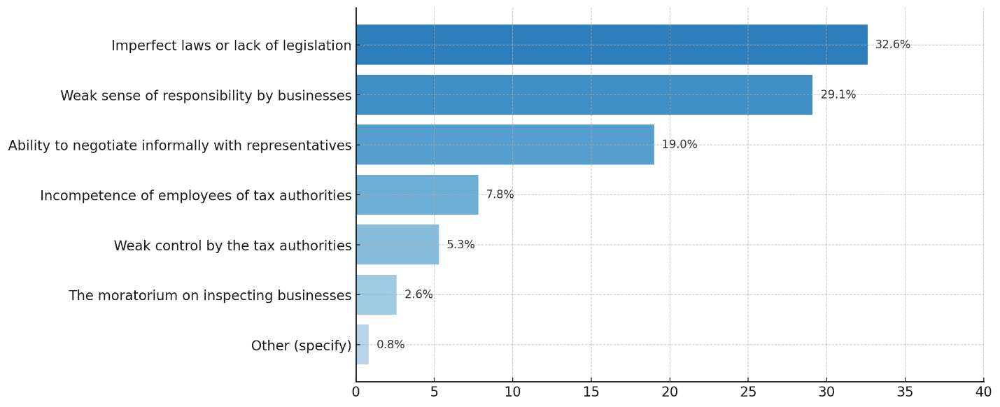 Imperfect laws or lack of legislation 32.6%
Weak sense of responsibility by businesses 29.1%
Ability to negotiate informally with representatives 19.0%
Incompetence of employees of tax authorities 7.8%
Weak control by the tax authorities 5.3%
The moratorium on inspecting businesses 2.6%
Other (specify) 0.8%
0 5 10 15 20 25 30 35 40